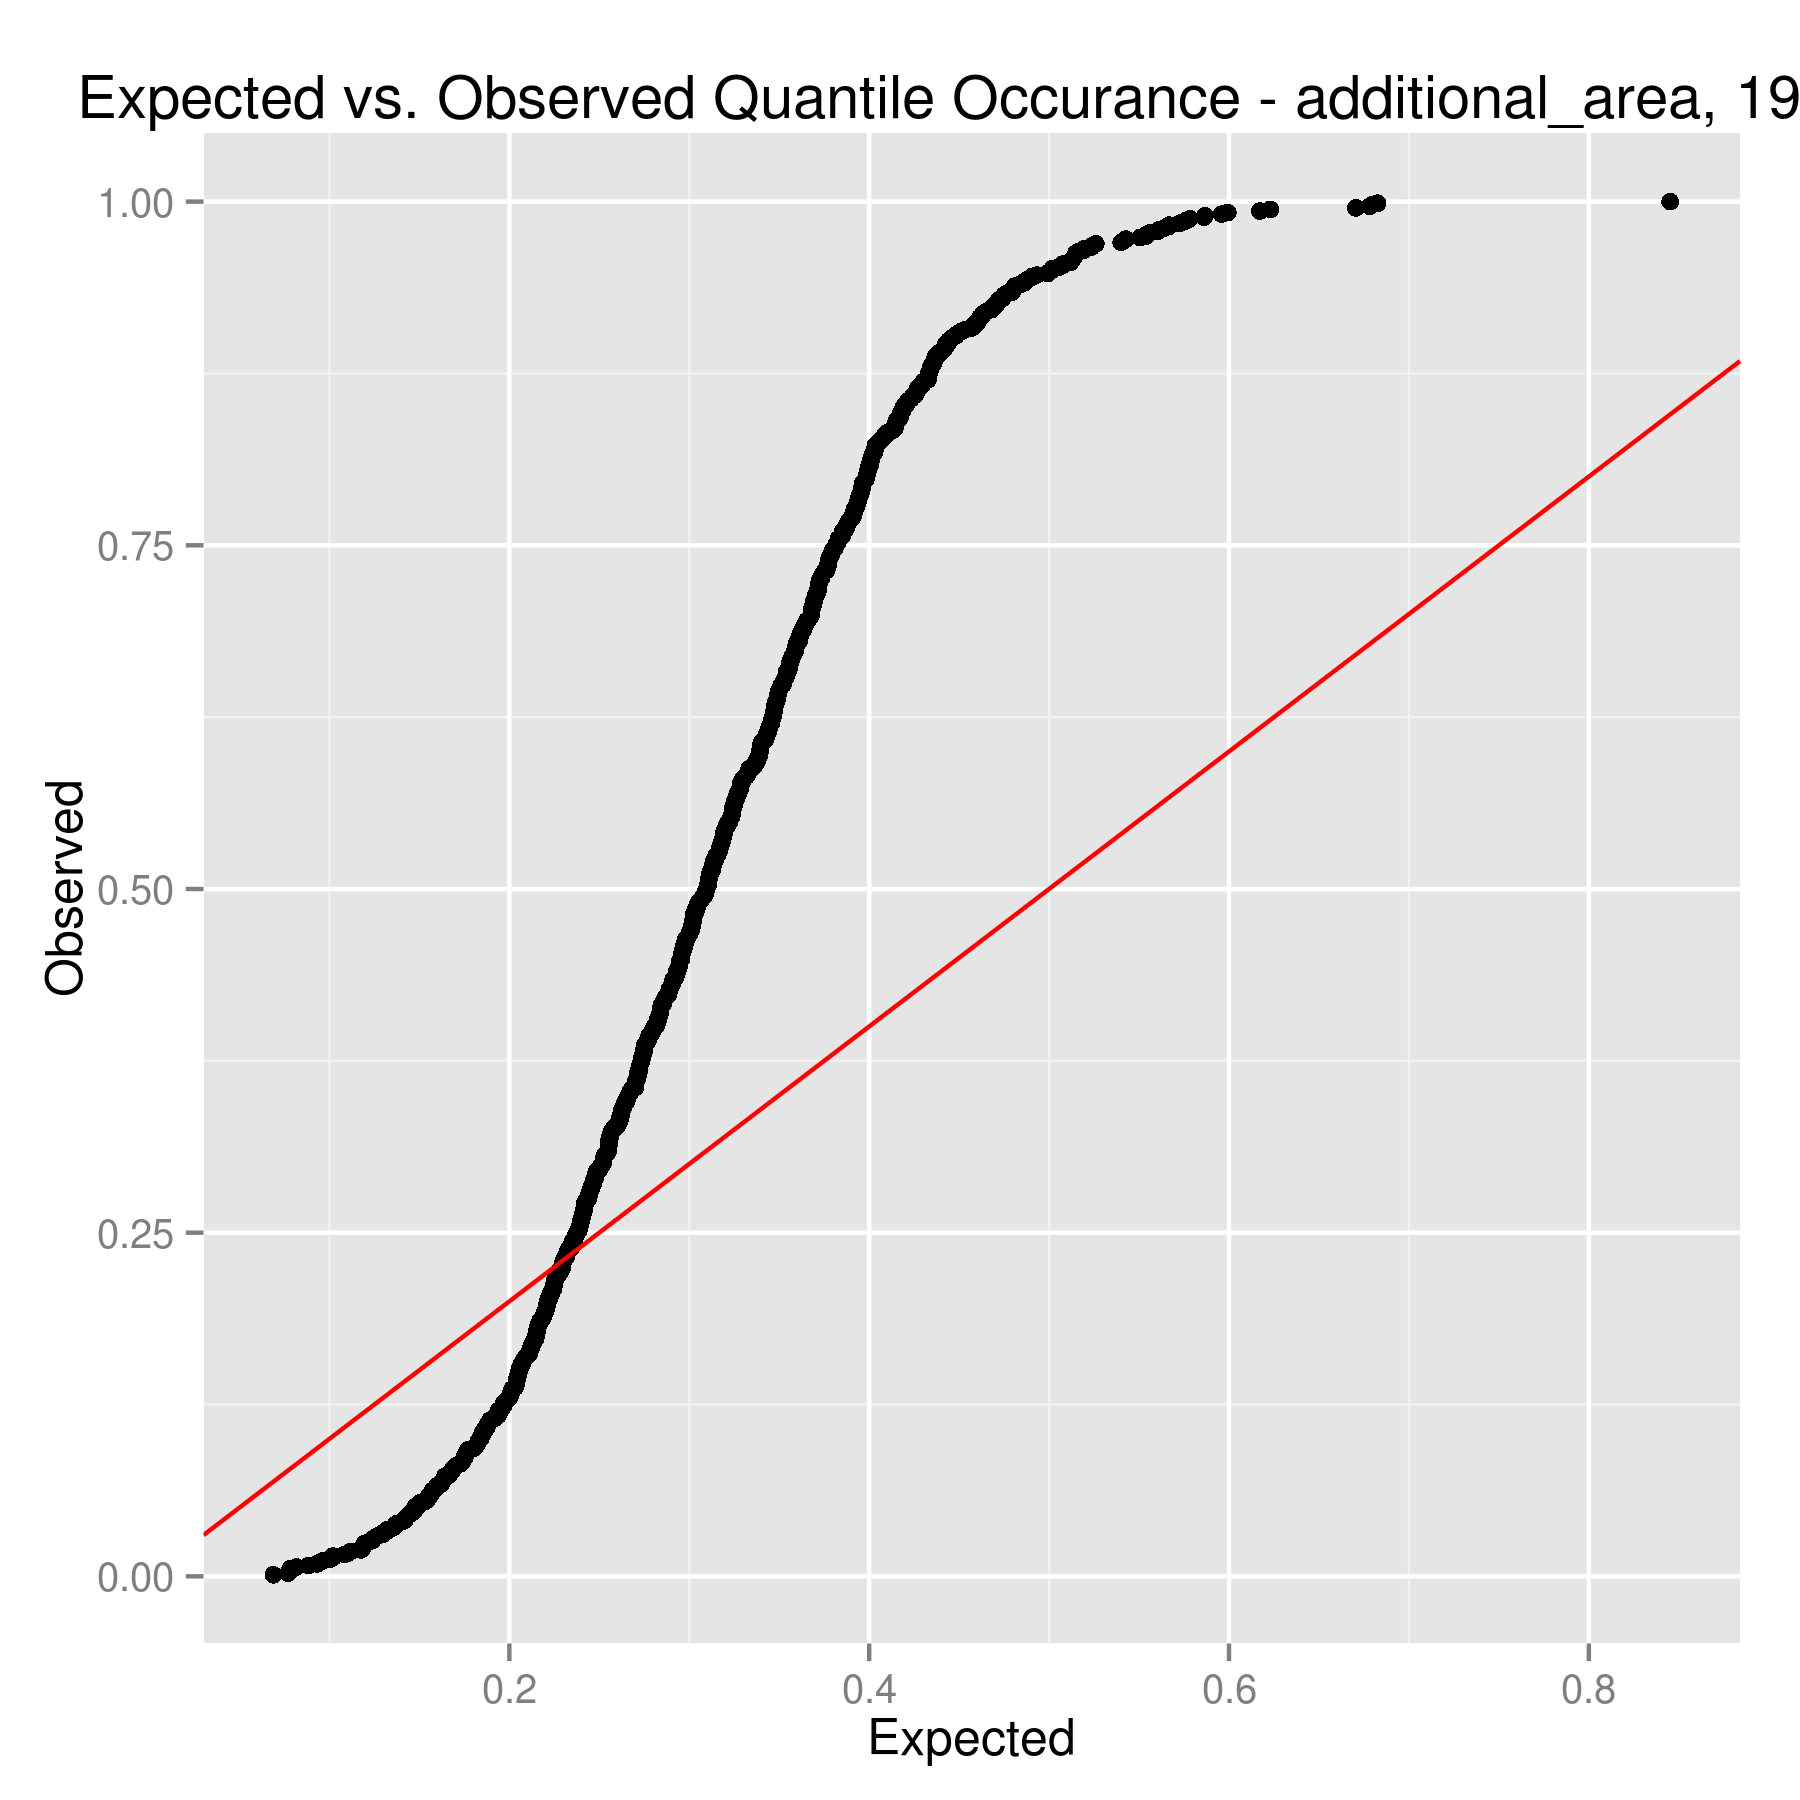 Expected vs. Observed Quantile Occurance - additional_area, 19
1.00
0.75
0.50
0.25
0.00
Observed
0.2 0.4 0.6 0.8
Expected